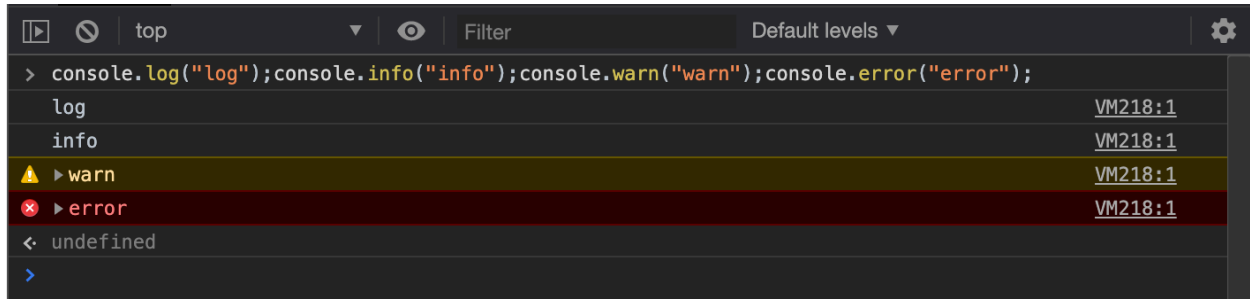 top Filter Default levels
> console.log("log");console.info("info");console.warn("warn");console.error("error");
log VM218:1
info VM218:1
warn VM218:1
error VM218:1
undefined
>